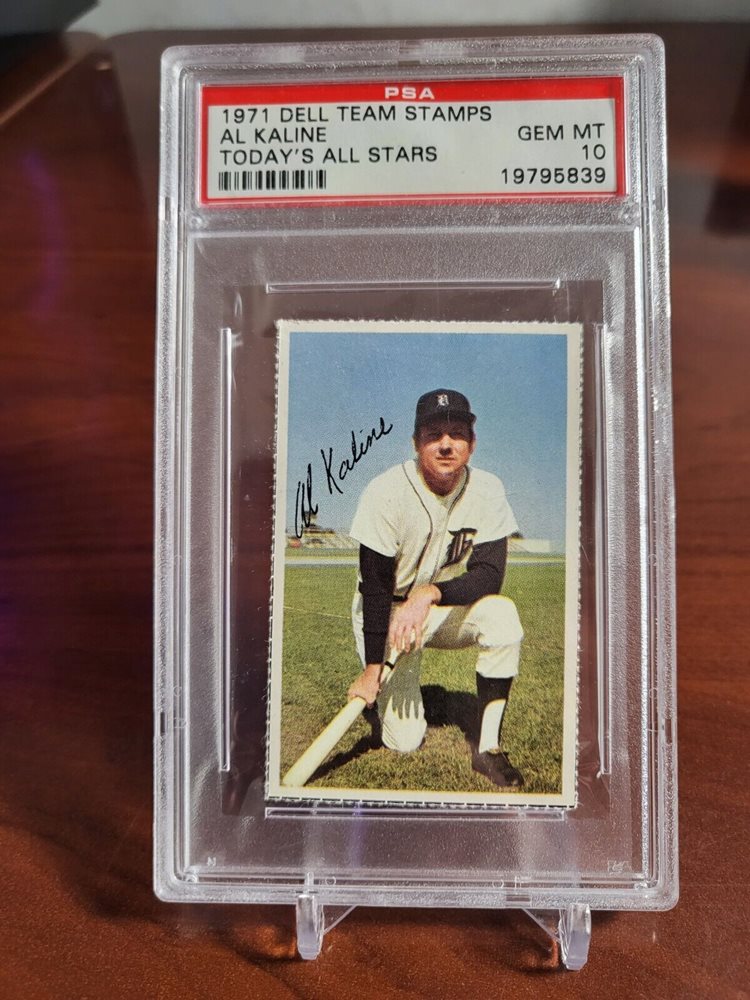 PSA
1971 DELL TEAM STAMPS
AL KALINE GEM MT
TODAY'S ALL STARS 10
19795839
Al Kaline
D
D